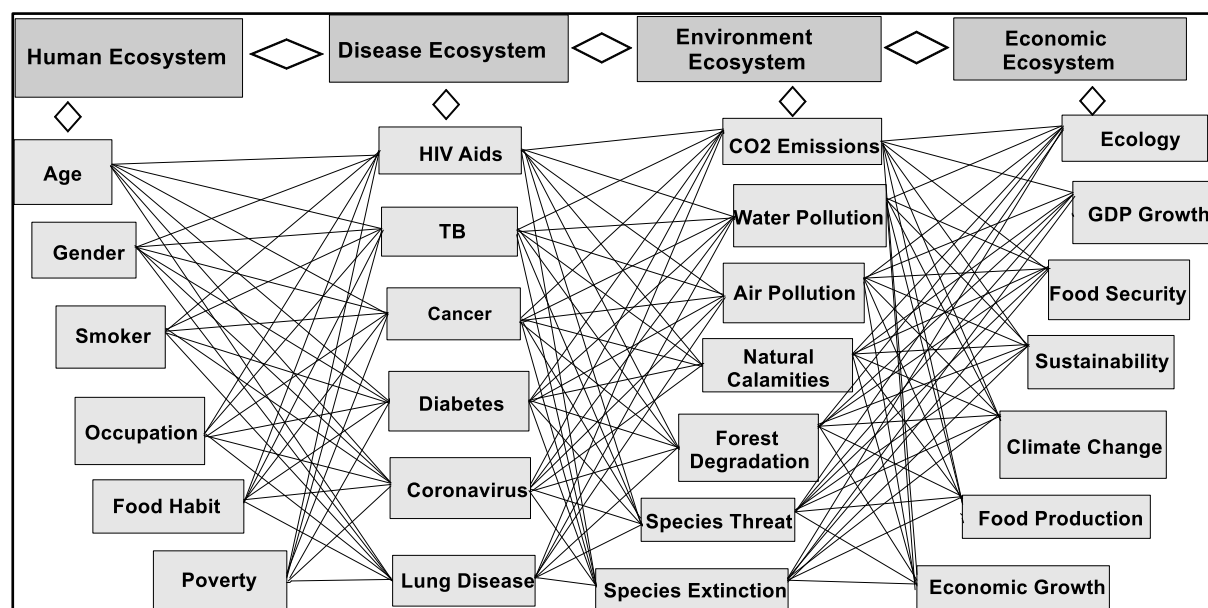 Human Ecosystem
Disease Ecosystem
Environment
Ecosystem
Economic
Ecosystem
Age
Gender
Smoker
Occupation
Food Habit
Poverty
HIV Aids
TB
Cancer
Diabetes
Coronavirus
Lung Disease
CO2 Emissions
Water Pollution
Air Pollution
Natural
Calamities
Forest
Degradation
Species Threat
Species Extinction
Ecology
GDP Growth
Food Security
Sustainability
Climate Change
Food Production
Economic Growth